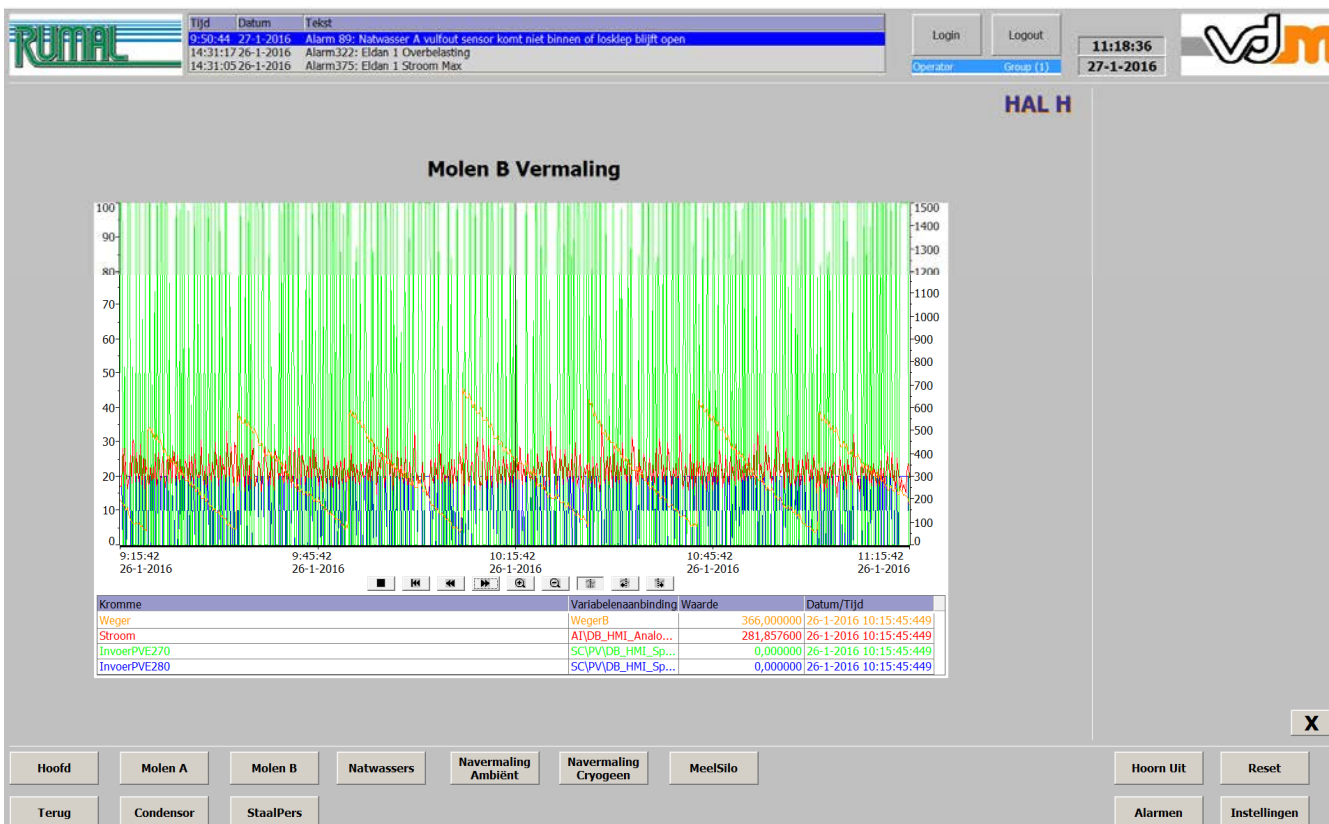 RUMAL
Tijd Datum Tekst
9:50:44 27-1-2016 Alarm 89: Natwasser A vulfout sensor komt niet binnen of losklep blijft open
14:31:17 26-1-2016 Alarm322: Eldan 1 Overbelasting
14:31:05 26-1-2016 Alarm375: Eldan 1 Stroom Max
Login Logout
Operator Group (1)
11:18:36
27-1-2016
vdm
HAL H
Molen B Vermaling
100 1500
1400
90
1300
80 1200
1100
70
1000
60 900
800
50
700
40 600
500
30
400
20 300
200
10
100
0 0
9:15:42 9:45:42 10:15:42 10:45:42 11:15:42
26-1-2016 26-1-2016 26-1-2016 26-1-2016 26-1-2016
Kromme Variabelenaanbinding Waarde Datum/Tijd
Weger WegerB 366,000000 26-1-2016 10:15:45:449
Stroom AI\DB_HMI_Analo... 281,857600 26-1-2016 10:15:45:449
InvoerPVE270 SC\PV\DB_HMI_Sp... 0,000000 26-1-2016 10:15:45:449
InvoerPVE280 SC\PV\DB_HMI_Sp... 0,000000 26-1-2016 10:15:45:449
X
Hoofd Molen A Molen B Natwassers Navermaling Ambiënt Navermaling Cryogeen MeelSilo Hoorn Uit Reset
Terug Condensor StaalPers Alarmen Instellingen